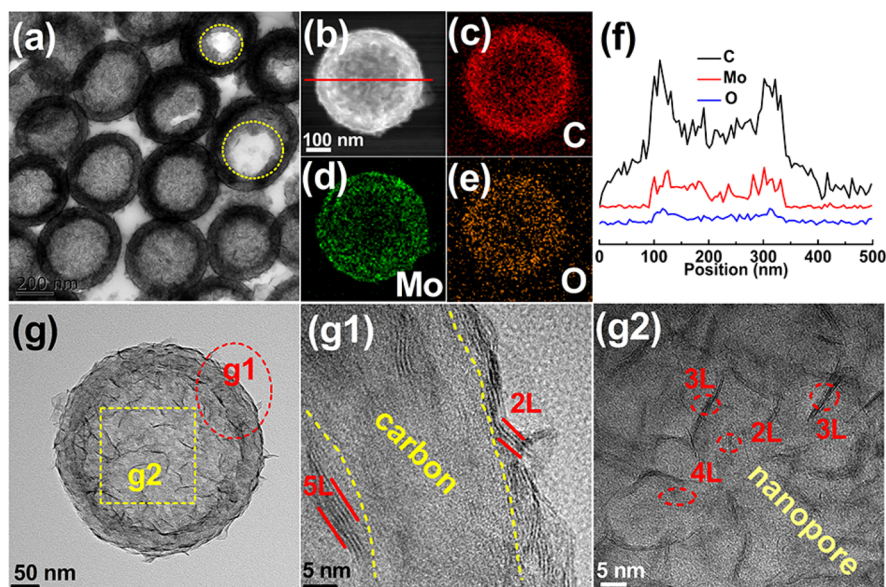 (a)
200 nm
(b)
100 nm
(c)
C
(d)
Mo
(e)
O
(f)
C
Mo
O
0 100 200 300 400 500
Position (nm)
(g)
g1
g2
50 nm
(g1)
2L
carbon
5L
5 nm
(g2)
3L
3L
2L
4L
nanopore
5 nm